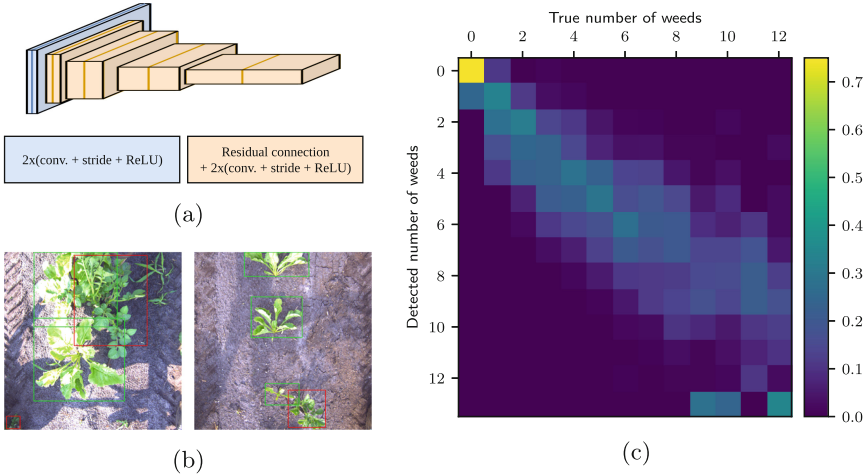 2x(conv. + stride + ReLU)
Residual connection
+ 2x(conv. + stride + ReLU)
(a)
(b)
True number of weeds
0 2 4 6 8 10 12
Detected number of weeds
0
2
4
6
8
10
12
0.7
0.6
0.5
0.4
0.3
0.2
0.1
0.0
(c)